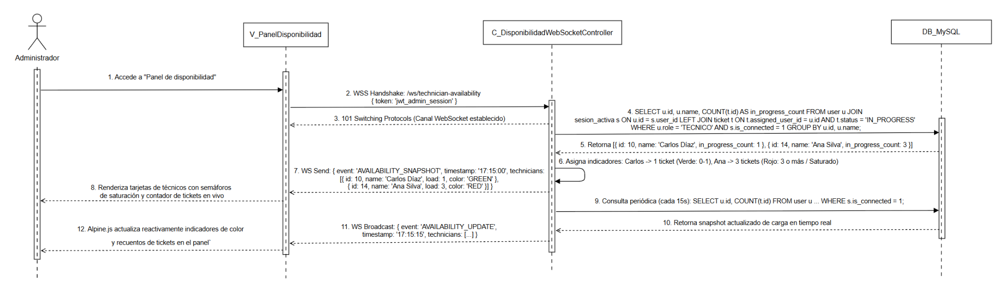 Administrador
V_PanelDisponibilidad
C_DisponibilidadWebSocketController
DB_MySQL
1. Accede a "Panel de disponibilidad"
2. WSS Handshake: /ws/technician-availability
{ token: 'jwt_admin_session' }
3. 101 Switching Protocols (Canal WebSocket establecido)
4. SELECT u.id, u.name, COUNT(t.id) AS in_progress_count FROM user u JOIN
sesion_activa s ON u.id = s.user_id LEFT JOIN ticket t ON t.assigned_user_id = u.id AND t.status = 'IN_PROGRESS'
WHERE u.role = 'TECNICO' AND s.is_connected = 1 GROUP BY u.id, u.name;
5. Retorna [{ id: 10, name: 'Carlos Díaz', in_progress_count: 1 }, { id: 14, name: 'Ana Silva', in_progress_count: 3 }]
6. Asigna indicadores: Carlos -> 1 ticket (Verde: 0-1), Ana -> 3 tickets (Rojo: 3 o más / Saturado)
7. WS Send: { event: 'AVAILABILITY_SNAPSHOT', timestamp: '17:15:00', technicians:
[{ id: 10, name: 'Carlos Díaz', load: 1, color: 'GREEN' },
{ id: 14, name: 'Ana Silva', load: 3, color: 'RED' }] }
8. Renderiza tarjetas de técnicos con semáforos
de saturación y contador de tickets en vivo
9. Consulta periódica (cada 15s): SELECT u.id, COUNT(t.id) FROM user u ... WHERE s.is_connected = 1;
10. Retorna snapshot actualizado de carga en tiempo real
11. WS Broadcast: { event: 'AVAILABILITY_UPDATE',
timestamp: '17:15:15', technicians: [...] }
12. Alpine.js actualiza reactivamente indicadores de color
y recuentos de tickets en el panel`